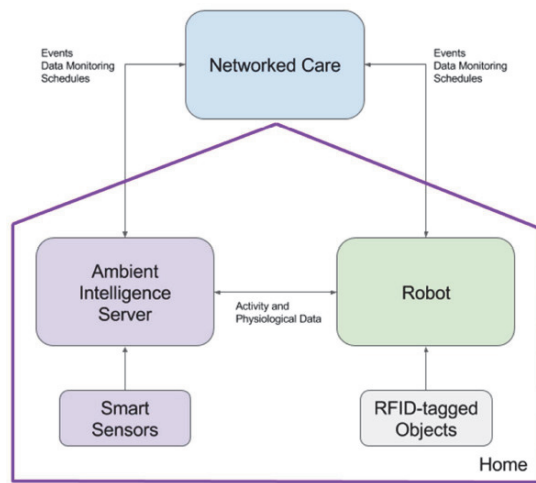 Networked Care
Events
Data Monitoring
Schedules
Events
Data Monitoring
Schedules
Ambient
Intelligence
Server
Activity and
Physiological Data
Robot
Smart
Sensors
RFID-tagged
Objects
Home